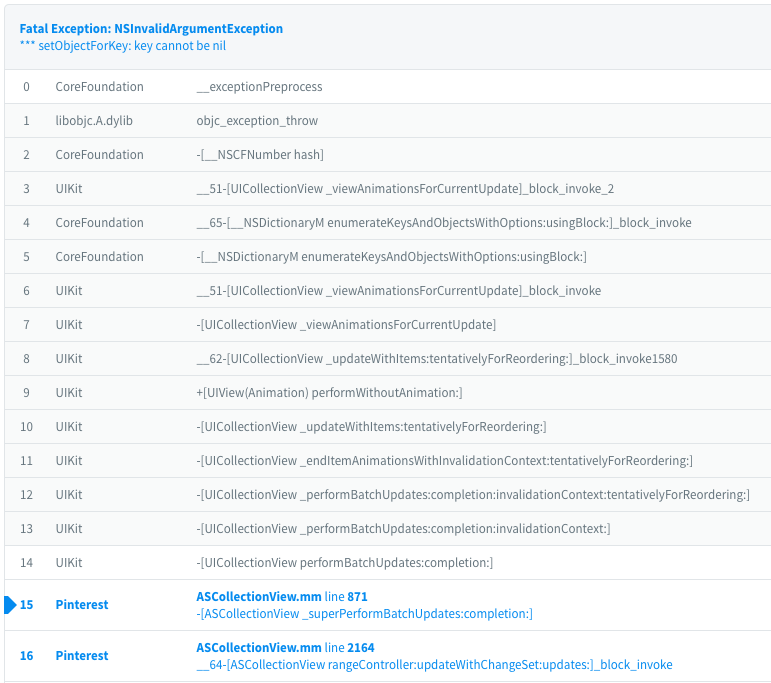 Fatal Exception: NSInvalidArgumentException
*** setObjectForKey: key cannot be nil
0 CoreFoundation __exceptionPreprocess
1 libobjc.A.dylib objc_exception_throw
2 CoreFoundation -[__NSCFNumber hash]
3 UIKit __51-[UICollectionView _viewAnimationsForCurrentUpdate]_block_invoke_2
4 CoreFoundation __65-[__NSDictionaryM enumerateKeysAndObjectsWithOptions:usingBlock:]_block_invoke
5 CoreFoundation -[__NSDictionaryM enumerateKeysAndObjectsWithOptions:usingBlock:]
6 UIKit __51-[UICollectionView _viewAnimationsForCurrentUpdate]_block_invoke
7 UIKit -[UICollectionView _viewAnimationsForCurrentUpdate]
8 UIKit __62-[UICollectionView _updateWithItems:tentativelyForReordering:]_block_invoke1580
9 UIKit +[UIView(Animation) performWithoutAnimation:]
10 UIKit -[UICollectionView _updateWithItems:tentativelyForReordering:]
11 UIKit -[UICollectionView _endItemAnimationsWithInvalidationContext:tentativelyForReordering:]
12 UIKit -[UICollectionView _performBatchUpdates:completion:invalidationContext:tentativelyForReordering:]
13 UIKit -[UICollectionView _performBatchUpdates:completion:invalidationContext:]
14 UIKit -[UICollectionView performBatchUpdates:completion:]
15 Pinterest ASCollectionView.mm line 871
-[ASCollectionView _superPerformBatchUpdates:completion:]
16 Pinterest ASCollectionView.mm line 2164
__64-[ASCollectionView rangeController:updateWithChangeSet:updates:]_block_invoke